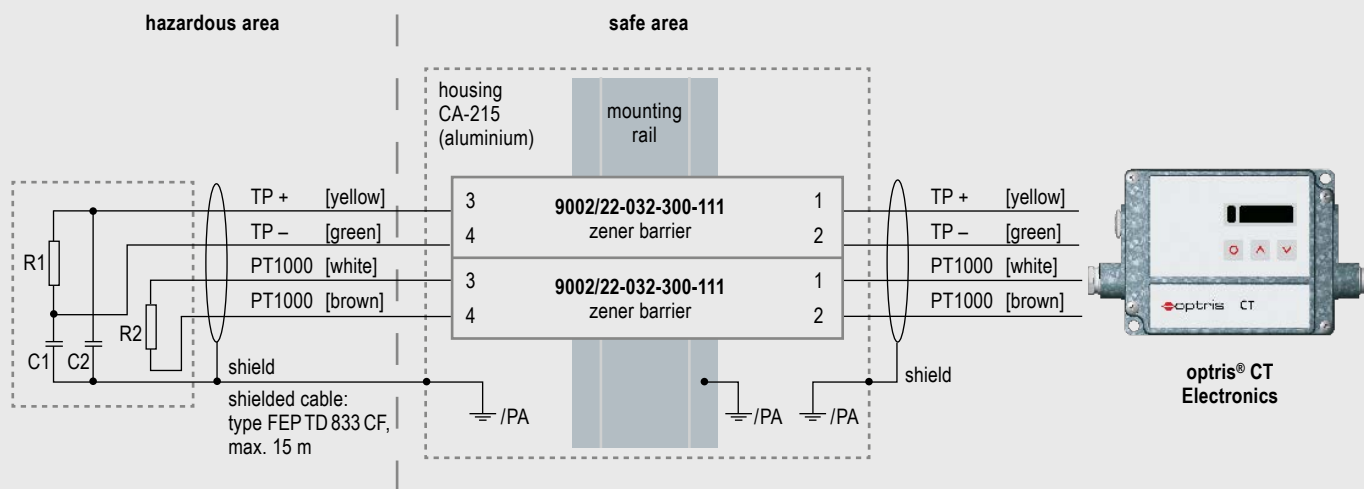 hazardous area
safe area
housing
CA-215
(aluminium)
mounting
rail
TP + [yellow]
TP – [green]
PT1000 [white]
PT1000 [brown]
R1
R2
C1
C2
3
4
9002/22-032-300-111
zener barrier
1
2
3
4
9002/22-032-300-111
zener barrier
1
2
TP + [yellow]
TP – [green]
PT1000 [white]
PT1000 [brown]
shield
shielded cable:
type FEP TD 833 CF,
max. 15 m
/PA
/PA
/PA
shield
optris CT
optris® CT
Electronics